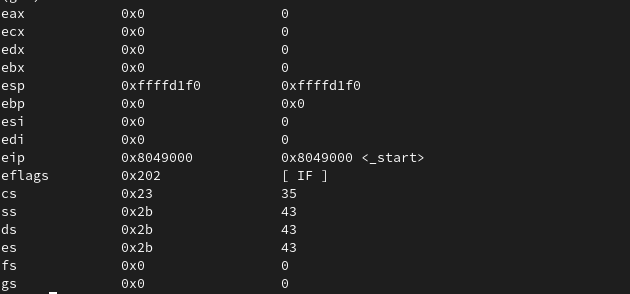 eax 0x0 0
ecx 0x0 0
edx 0x0 0
ebx 0x0 0
esp 0xffffd1f0 0xffffd1f0
ebp 0x0 0x0
esi 0x0 0
edi 0x0 0
eip 0x8049000 0x8049000 <_start>
eflags 0x202 [ IF ]
cs 0x23 35
ss 0x2b 43
ds 0x2b 43
es 0x2b 43
fs 0x0 0
gs 0x0 0